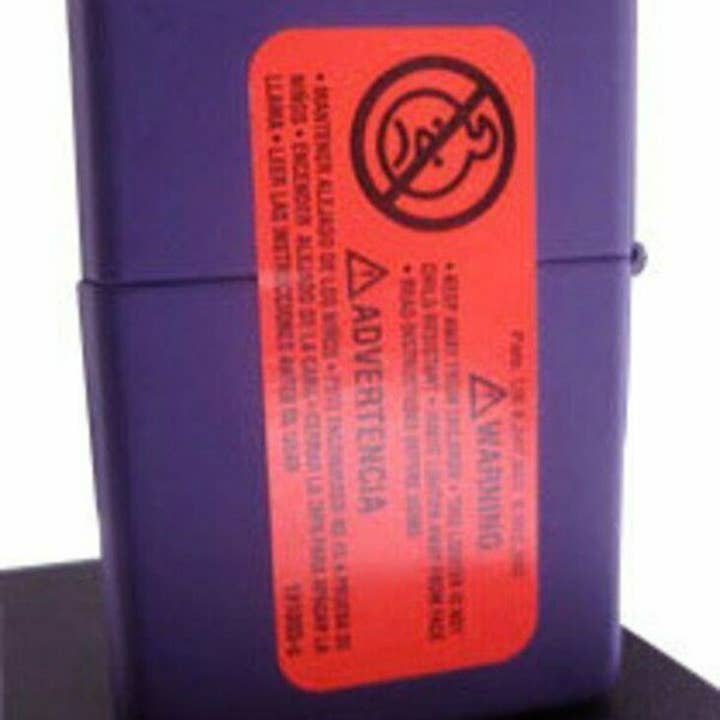 ⚠WARNING
• KEEP AWAY FROM CHILDREN • THIS LIGHTER IS NOT
CHILD RESISTANT • IGNITE LIGHTER AWAY FROM FACE
• READ INSTRUCTIONS BEFORE USING
⚠ADVERTENCIA
• MANTENER ALEJADO DE LOS NIÑOS • ESTE ENCENDEDOR NO ES A PRUEBA DE
NIÑOS • ENCENDER ALEJADO DE LA CARA • CERRAR LA TAPA PARA APAGAR LA
LLAMA • LEER LAS INSTRUCCIONES ANTES DE USAR